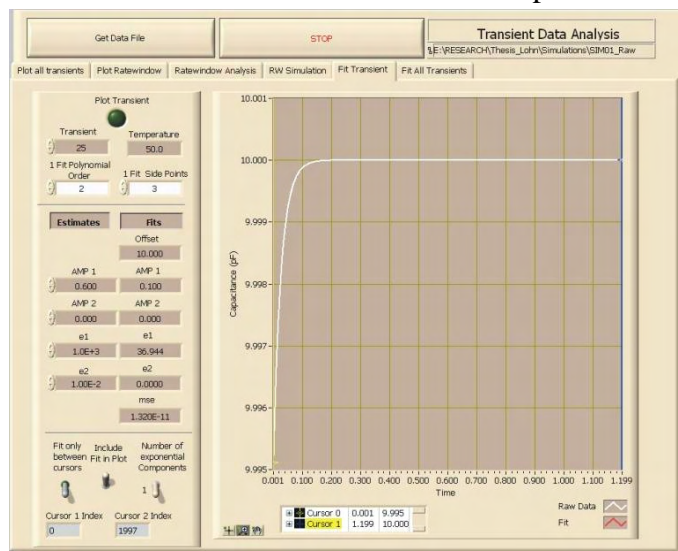 Get Data File
STOP
Transient Data Analysis
E:\RESEARCH\Thesis_Lohn\Simulations\SIM01_Raw
Plot all transients
Plot Ratewindow
Ratewindow Analysis
RW Simulation
Fit Transient
Fit All Transients
Plot Transient
Transient
Temperature
25
50.0
1 Fit Polynomial
Order
1 Fit Side Points
2
3
Estimates
Fits
Offset
10.000
AMP 1
AMP 1
0.600
0.100
AMP 2
AMP 2
0.000
0.000
e1
e1
1.0E+3
36.944
e2
e2
1.00E-2
0.0000
mse
1.320E-11
Fit only
between
cursors
Include
Fit in Plot
Number of
exponential
Components
1
Cursor 1 Index
Cursor 2 Index
0
1997
10.001
10.000
9.999
9.998
9.997
9.996
9.995
Capacitance (pF)
0.001 0.100 0.200 0.300 0.400 0.500 0.600 0.700 0.800 0.900 1.000 1.100 1.199
Time
Cursor 0 0.001 9.995
Cursor 1 1.199 10.000
Raw Data
Fit